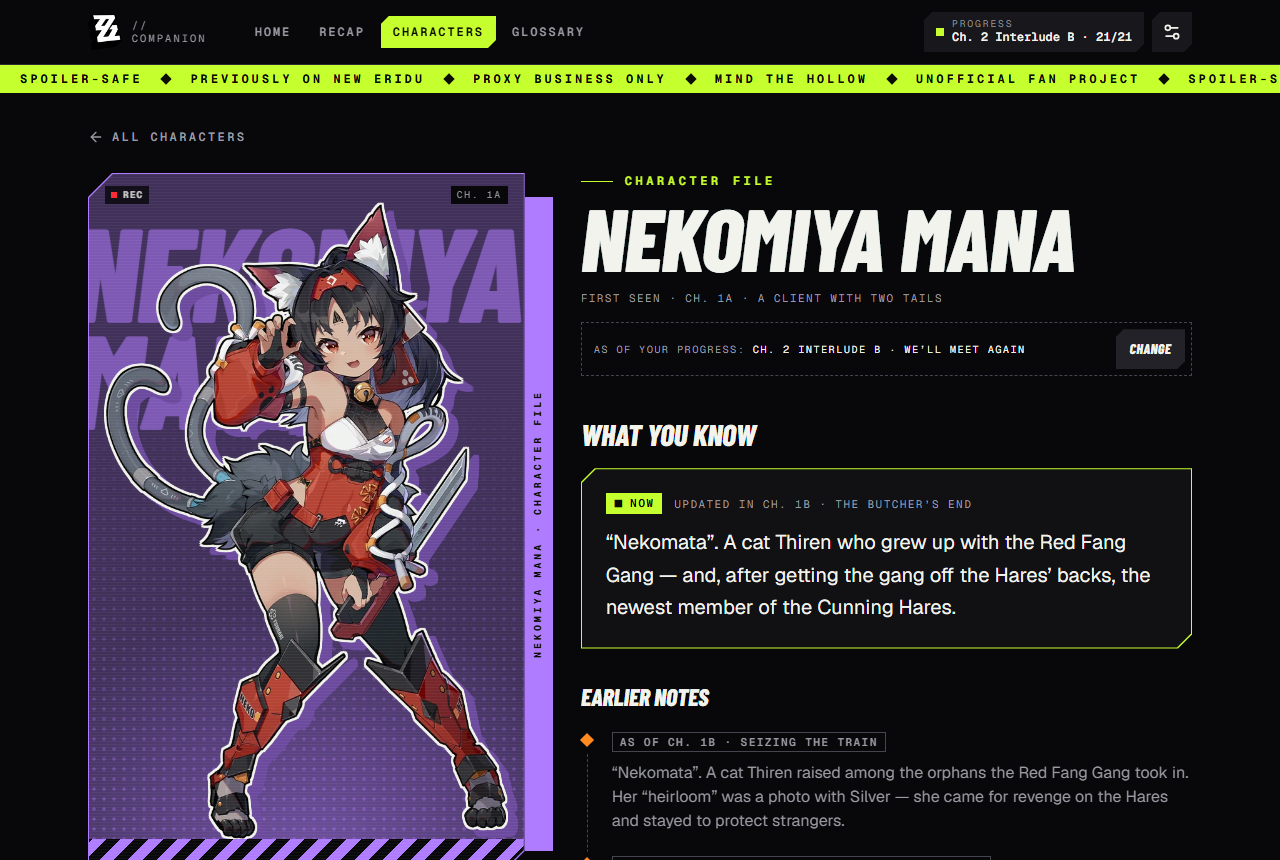 ZZ
//
COMPANION
HOME
RECAP
CHARACTERS
GLOSSARY
PROGRESS
Ch. 2 Interlude B · 21/21
SPOILER-SAFE ◆ PREVIOUSLY ON NEW ERIDU ◆ PROXY BUSINESS ONLY ◆ MIND THE HOLLOW ◆ UNOFFICIAL FAN PROJECT ◆ SPOILER-S
← ALL CHARACTERS
REC
CH. 1A
NEKOMIYA
MA
NEKOMIYA MANA · CHARACTER FILE
CHARACTER FILE
NEKOMIYA MANA
FIRST SEEN · CH. 1A · A CLIENT WITH TWO TAILS
AS OF YOUR PROGRESS: CH. 2 INTERLUDE B · WE’LL MEET AGAIN
CHANGE
WHAT YOU KNOW
NOW
UPDATED IN CH. 1B · THE BUTCHER’S END
“Nekomata”. A cat Thiren who grew up with the Red Fang
Gang — and, after getting the gang off the Hares’ backs, the
newest member of the Cunning Hares.
EARLIER NOTES
AS OF CH. 1B · SEIZING THE TRAIN
“Nekomata”. A cat Thiren raised among the orphans the Red Fang Gang took in.
Her “heirloom” was a photo with Silver — she came for revenge on the Hares
and stayed to protect strangers.